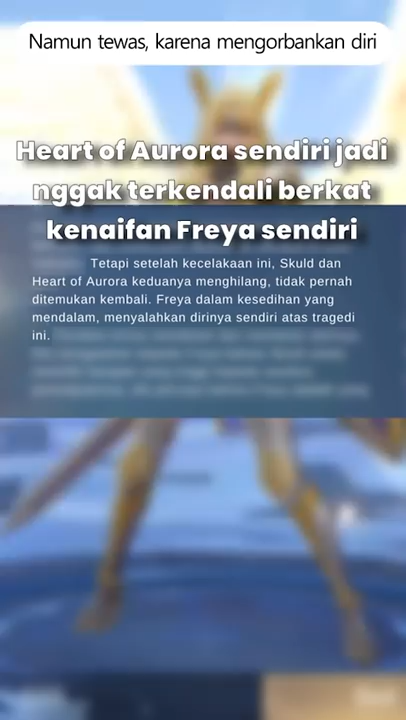 Namun tewas, karena mengorbankan diri
Heart of Aurora sendiri jadi
nggak terkendali berkat
kenaifan Freya sendiri
Tetapi setelah kecelakaan ini, Skuld dan
Heart of Aurora keduanya menghilang, tidak pernah
ditemukan kembali. Freya dalam kesedihan yang
mendalam, menyalahkan dirinya sendiri atas tragedi
ini.